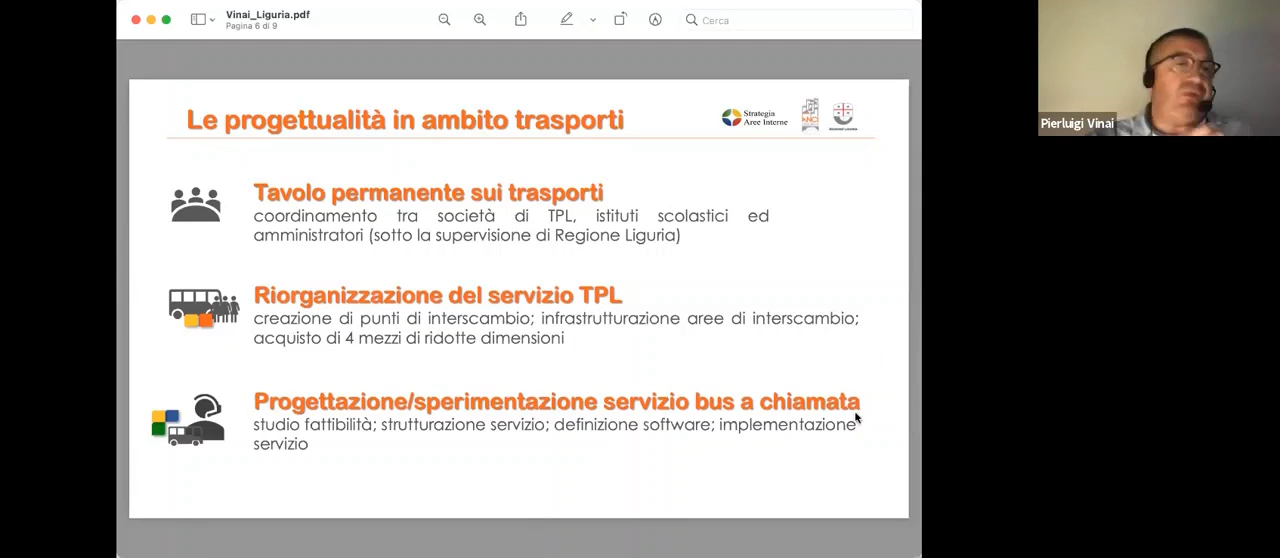 Vinai_Liguria.pdf
Pagina 6 di 9
Cerca
Pierluigi Vinai
Le progettualità in ambito trasporti
Strategia
Aree Interne
ANCI
Tavolo permanente sui trasporti
coordinamento tra società di TPL, istituti scolastici ed
amministratori (sotto la supervisione di Regione Liguria)
Riorganizzazione del servizio TPL
creazione di punti di interscambio; infrastrutturazione aree di interscambio;
acquisto di 4 mezzi di ridotte dimensioni
Progettazione/sperimentazione servizio bus a chiamata
studio fattibilità; strutturazione servizio; definizione software; implementazione
servizio